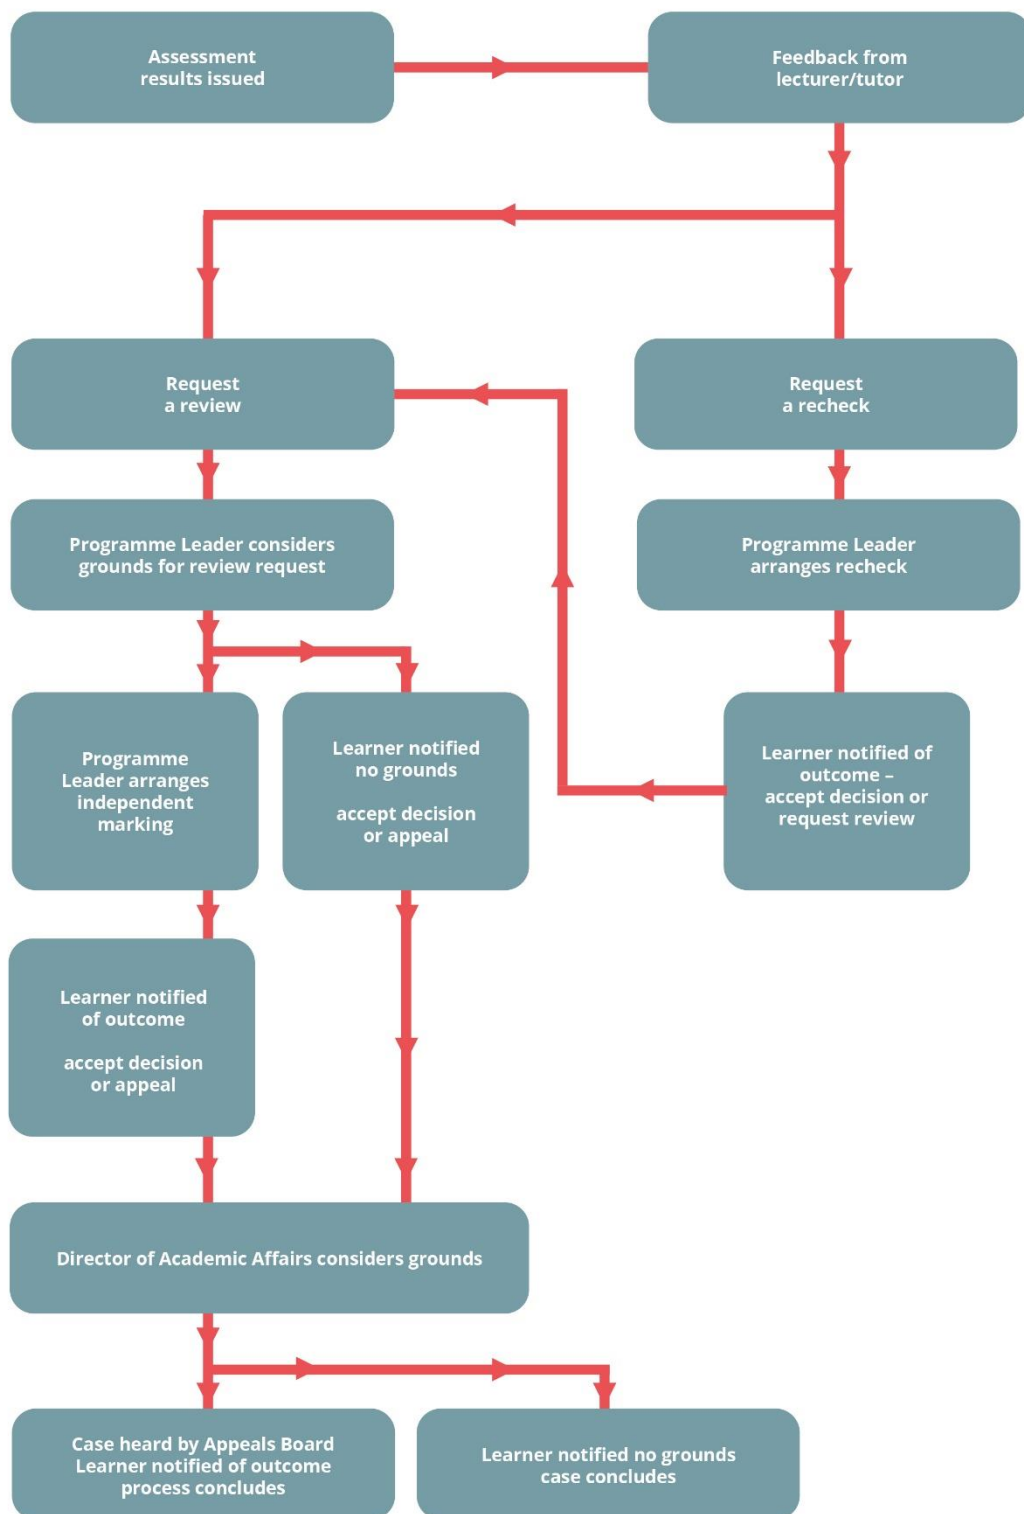 Assessment
results issued
Feedback from
lecturer/tutor
Request
a review
Request
a recheck
Programme Leader considers
grounds for review request
Programme Leader
arranges recheck
Programme
Leader arranges
independent
marking
Learner notified
no grounds
accept decision
or appeal
Learner notified of
outcome –
accept decision or
request review
Learner notified
of outcome
accept decision
or appeal
Director of Academic Affairs considers grounds
Case heard by Appeals Board
Learner notified of outcome
process concludes
Learner notified no grounds
case concludes